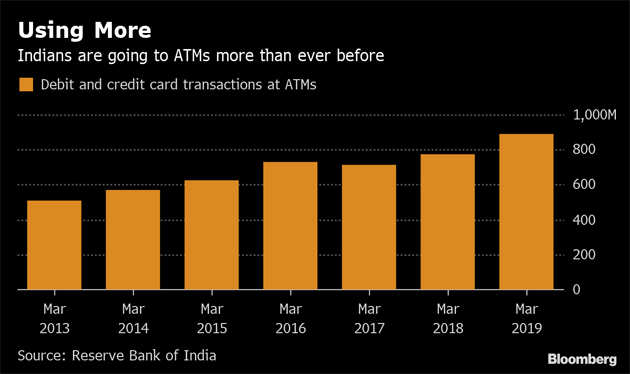 Using More
Indians are going to ATMs more than ever before
Debit and credit card transactions at ATMs
1,000M
800
600
400
200
0
Mar Mar Mar Mar Mar Mar Mar
2013 2014 2015 2016 2017 2018 2019
Source: Reserve Bank of India
Bloomberg